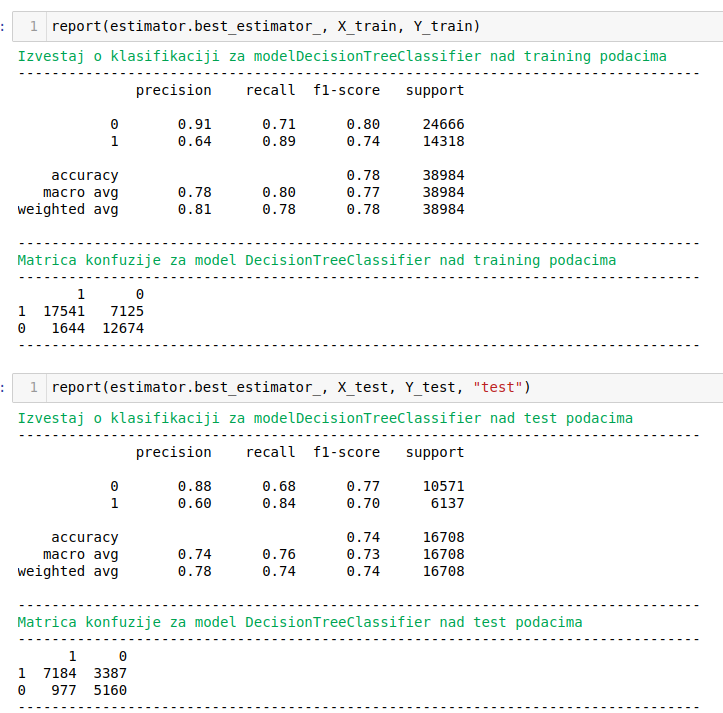 : 1 report(estimator.best_estimator_, X_train, Y_train)
Izvestaj o klasifikaciji za modelDecisionTreeClassifier nad training podacima
---------------------------------------------------------------------------------
precision recall f1-score support
0 0.91 0.71 0.80 24666
1 0.64 0.89 0.74 14318
accuracy 0.78 38984
macro avg 0.78 0.80 0.77 38984
weighted avg 0.81 0.78 0.78 38984
---------------------------------------------------------------------------------
Matrica konfuzije za model DecisionTreeClassifier nad training podacima
---------------------------------------------------------------------------------
1 0
1 17541 7125
0 1644 12674
---------------------------------------------------------------------------------
: 1 report(estimator.best_estimator_, X_test, Y_test, "test")
Izvestaj o klasifikaciji za modelDecisionTreeClassifier nad test podacima
---------------------------------------------------------------------------------
precision recall f1-score support
0 0.88 0.68 0.77 10571
1 0.60 0.84 0.70 6137
accuracy 0.74 16708
macro avg 0.74 0.76 0.73 16708
weighted avg 0.78 0.74 0.74 16708
---------------------------------------------------------------------------------
Matrica konfuzije za model DecisionTreeClassifier nad test podacima
---------------------------------------------------------------------------------
1 0
1 7184 3387
0 977 5160
---------------------------------------------------------------------------------